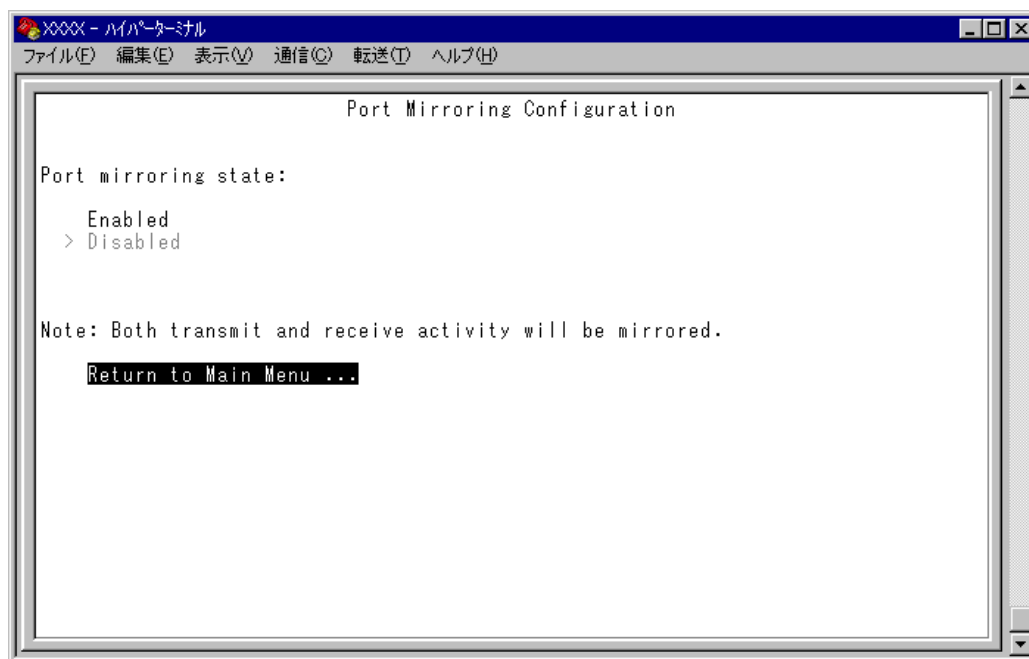 XXXX - ﾊｲﾊﾟｰﾀｰﾐﾅﾙ
ファイル(F) 編集(E) 表示(V) 通信(C) 転送(T) ヘルプ(H)
Port Mirroring Configuration
Port mirroring state:
Enabled
> Disabled
Note: Both transmit and receive activity will be mirrored.
Return to Main Menu ...